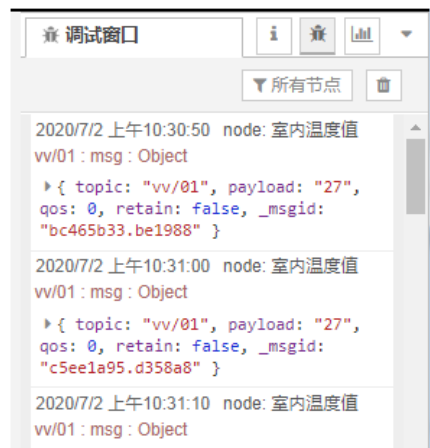 调试窗口
i
所有节点
2020/7/2 上午10:30:50 node: 室内温度值
vv/01 : msg : Object
{ topic: "vv/01", payload: "27",
qos: 0, retain: false, _msgid:
"bc465b33.be1988" }
2020/7/2 上午10:31:00 node: 室内温度值
vv/01 : msg : Object
{ topic: "vv/01", payload: "27",
qos: 0, retain: false, _msgid:
"c5ee1a95.d358a8" }
2020/7/2 上午10:31:10 node: 室内温度值
vv/01 : msg : Object